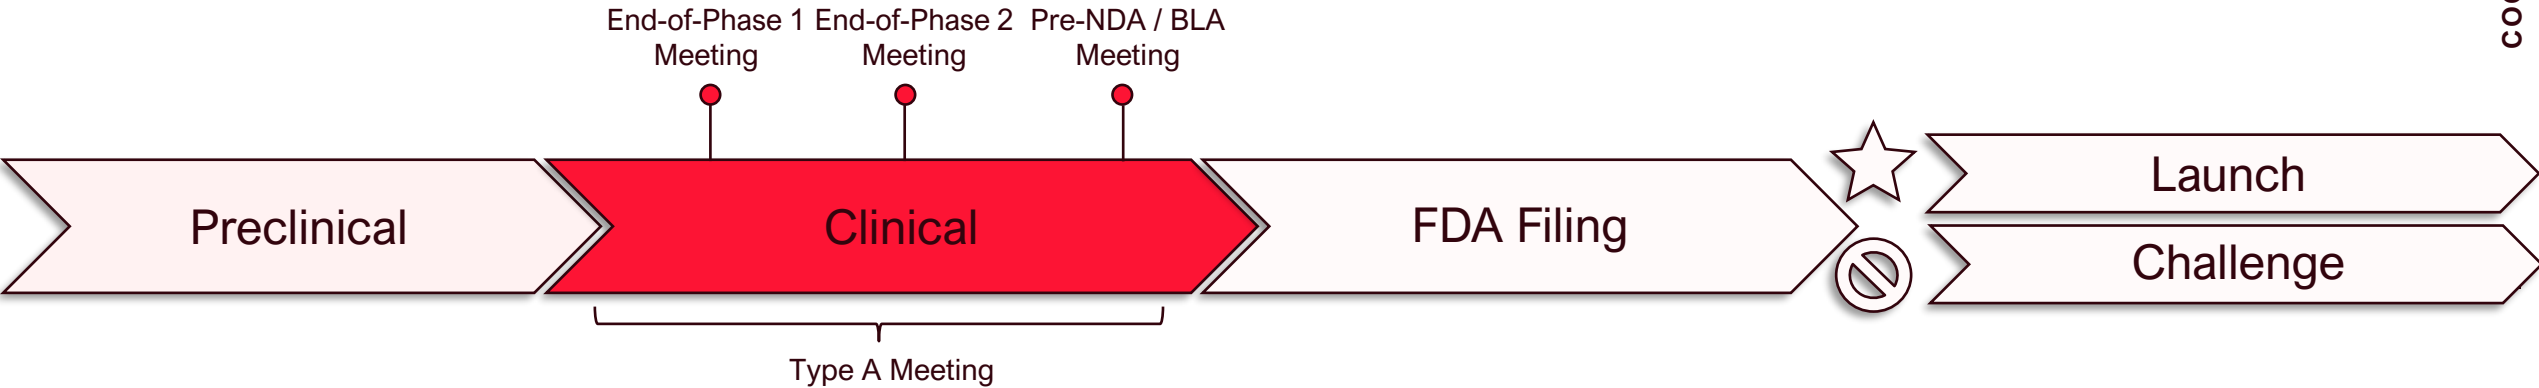 End-of-Phase 1
Meeting
End-of-Phase 2
Meeting
Pre-NDA / BLA
Meeting
Preclinical
Clinical
FDA Filing
Launch
Challenge
Type A Meeting